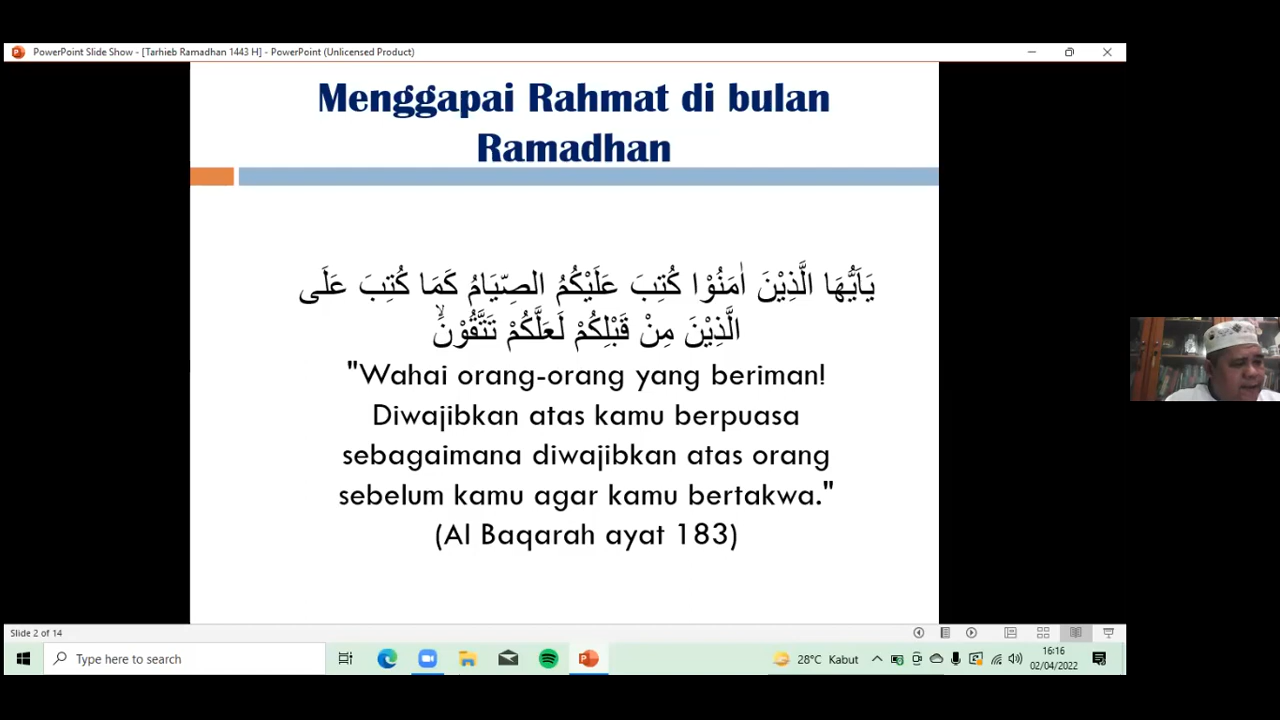 PowerPoint Slide Show - [Tarhieb Ramadhan 1443 H] - PowerPoint (Unlicensed Product)
Menggapai Rahmat di bulan
Ramadhan
يَآَيُّهَا الَّذِيْنَ اٰمَنُوْا كُتِبَ عَلَيْكُمُ الصِّيَامُ كَمَا كُتِبَ عَلَى
الَّذِيْنَ مِنْ قَبْلِكُمْ لَعَلَّكُمْ تَتَّقُوْنَۙ
"Wahai orang-orang yang beriman!
Diwajibkan atas kamu berpuasa
sebagaimana diwajibkan atas orang
sebelum kamu agar kamu bertakwa."
(Al Baqarah ayat 183)
Slide 2 of 14
Type here to search
28°C Kabut
16:16
02/04/2022